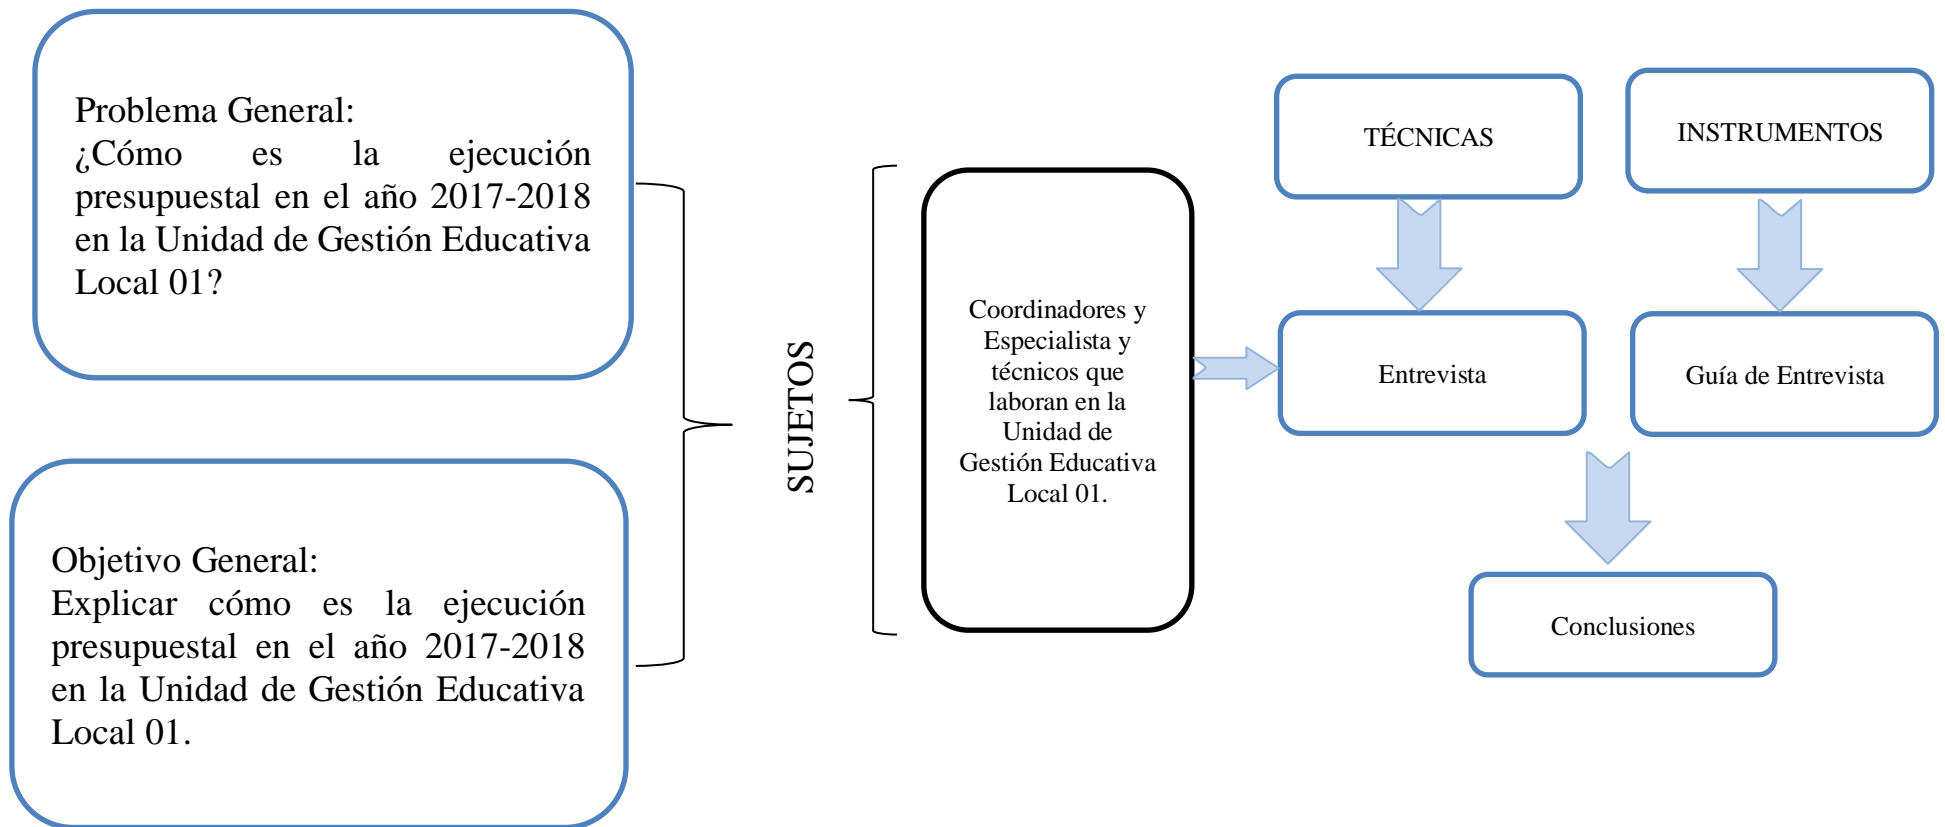 Problema General:
¿Cómo es la ejecución
presupuestal en el año 2017-2018
en la Unidad de Gestión Educativa
Local 01?
Objetivo General:
Explicar cómo es la ejecución
presupuestal en el año 2017-2018
en la Unidad de Gestión Educativa
Local 01.
SUJETOS
Coordinadores y
Especialista y
técnicos que
laboran en la
Unidad de
Gestión Educativa
Local 01.
TÉCNICAS
INSTRUMENTOS
Entrevista
Guía de Entrevista
Conclusiones